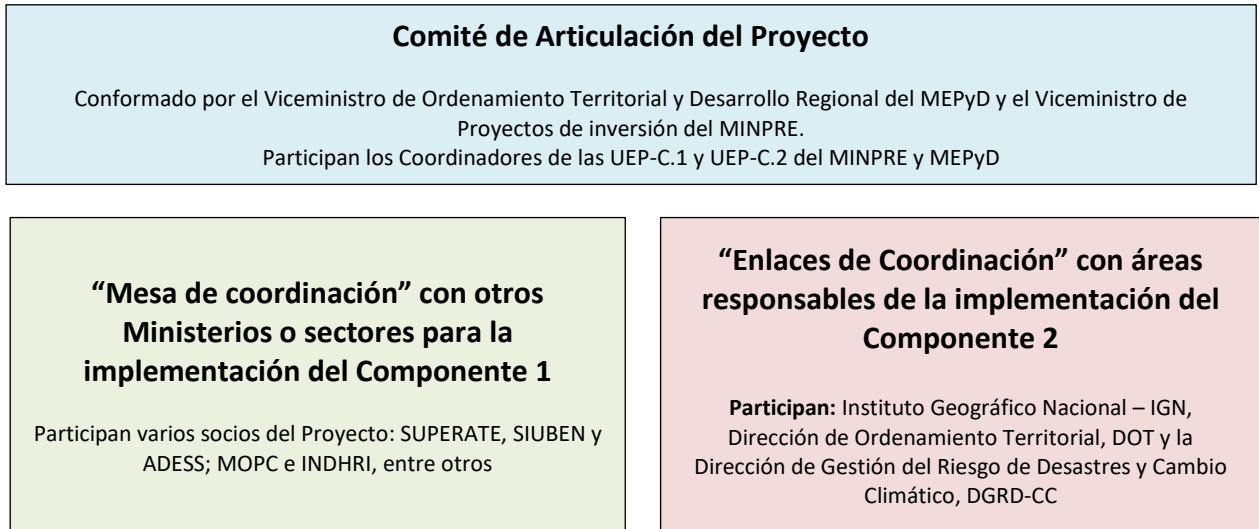 Comité de Articulación del Proyecto
Conformado por el Viceministro de Ordenamiento Territorial y Desarrollo Regional del MEPyD y el Viceministro de
Proyectos de inversión del MINPRE.
Participan los Coordinadores de las UEP-C.1 y UEP-C.2 del MINPRE y MEPyD
“Mesa de coordinación” con otros
Ministerios o sectores para la
implementación del Componente 1
Participan varios socios del Proyecto: SUPERATE, SIUBEN y
ADESS; MOPC e INDHRI, entre otros
“Enlaces de Coordinación” con áreas
responsables de la implementación del
Componente 2
Participan: Instituto Geográfico Nacional – IGN,
Dirección de Ordenamiento Territorial, DOT y la
Dirección de Gestión del Riesgo de Desastres y Cambio
Climático, DGRD-CC